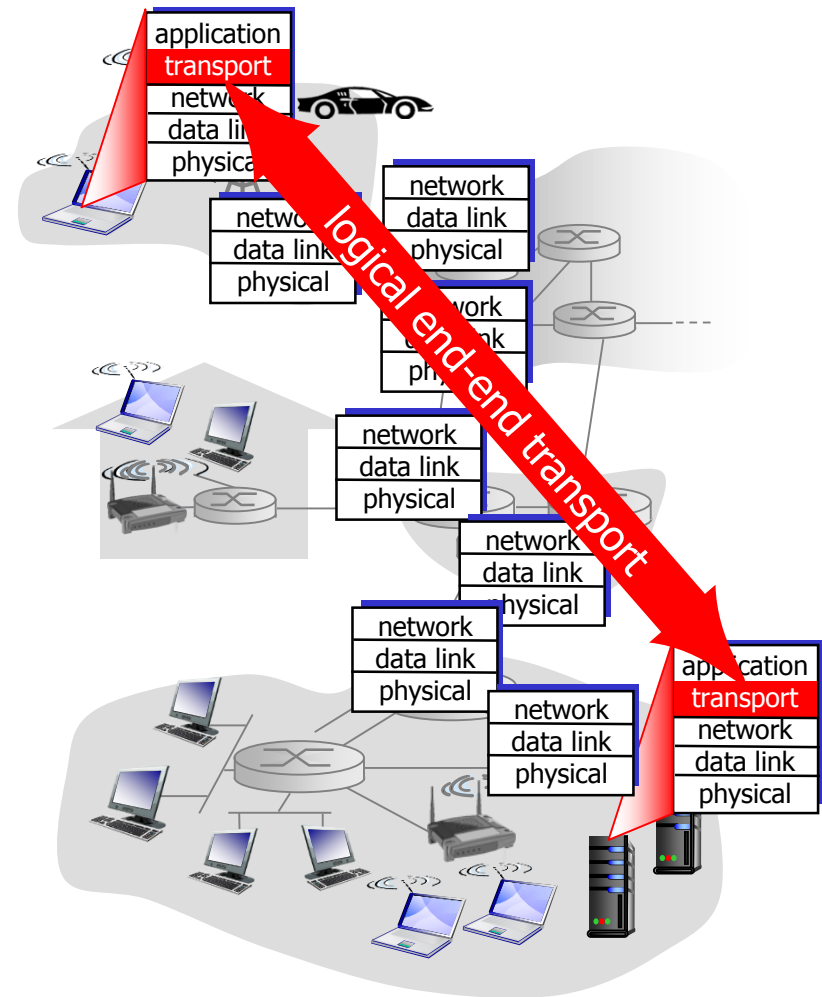 application
transport
network
data link
physical
network
data link
physical
network
data link
physical
logical end-end transport
network
data link
physical
network
data link
physical
network
data link
physical
network
data link
physical
application
transport
network
data link
physical